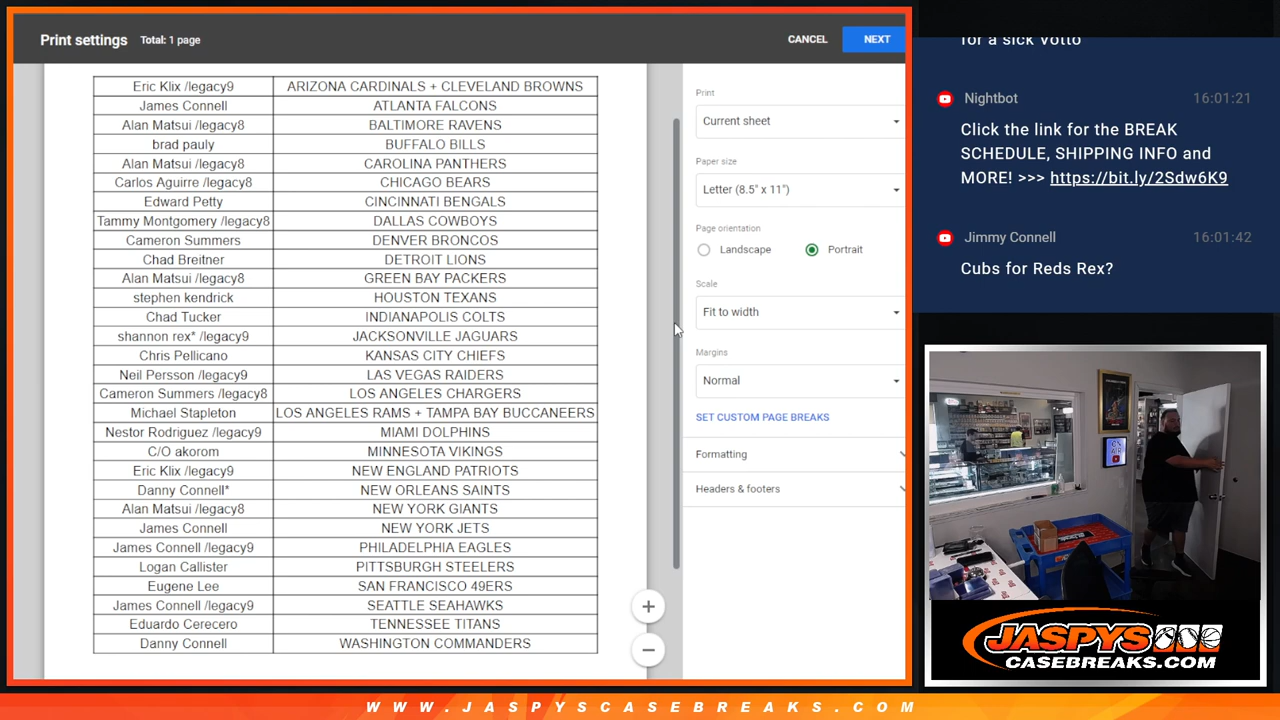 Print settings Total: 1 page CANCEL NEXT
Eric Klix /legacy9 ARIZONA CARDINALS + CLEVELAND BROWNS
James Connell ATLANTA FALCONS
Alan Matsui /legacy8 BALTIMORE RAVENS
brad pauly BUFFALO BILLS
Alan Matsui /legacy8 CAROLINA PANTHERS
Carlos Aguirre /legacy8 CHICAGO BEARS
Edward Petty CINCINNATI BENGALS
Tammy Montgomery /legacy8 DALLAS COWBOYS
Cameron Summers DENVER BRONCOS
Chad Breitner DETROIT LIONS
Alan Matsui /legacy8 GREEN BAY PACKERS
stephen kendrick HOUSTON TEXANS
Chad Tucker INDIANAPOLIS COLTS
shannon rex* /legacy9 JACKSONVILLE JAGUARS
Chris Pellicano KANSAS CITY CHIEFS
Neil Persson /legacy9 LAS VEGAS RAIDERS
Cameron Summers /legacy8 LOS ANGELES CHARGERS
Michael Stapleton LOS ANGELES RAMS + TAMPA BAY BUCCANEERS
Nestor Rodriguez /legacy9 MIAMI DOLPHINS
C/O akorom MINNESOTA VIKINGS
Eric Klix /legacy9 NEW ENGLAND PATRIOTS
Danny Connell* NEW ORLEANS SAINTS
Alan Matsui /legacy8 NEW YORK GIANTS
James Connell NEW YORK JETS
James Connell /legacy9 PHILADELPHIA EAGLES
Logan Callister PITTSBURGH STEELERS
Eugene Lee SAN FRANCISCO 49ERS
James Connell /legacy9 SEATTLE SEAHAWKS
Eduardo Cerecero TENNESSEE TITANS
Danny Connell WASHINGTON COMMANDERS
Print
Current sheet
Paper size
Letter (8.5" x 11")
Page orientation
Landscape Portrait
Scale
Fit to width
Margins
Normal
SET CUSTOM PAGE BREAKS
Formatting
Headers & footers
for a sick Votto
Nightbot 16:01:21
Click the link for the BREAK
SCHEDULE, SHIPPING INFO and
MORE! >>> https://bit.ly/2Sdw6K9
Jimmy Connell 16:01:42
Cubs for Reds Rex?
ON AIR
JASPYS
CASEBREAKS.COM
WWW.JASPYSCASEBREAKS.COM